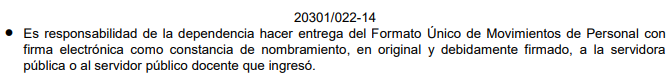 20301/022-14
● Es responsabilidad de la dependencia hacer entrega del Formato Único de Movimientos de Personal con
firma electrónica como constancia de nombramiento, en original y debidamente firmado, a la servidora
pública o al servidor público docente que ingresó.